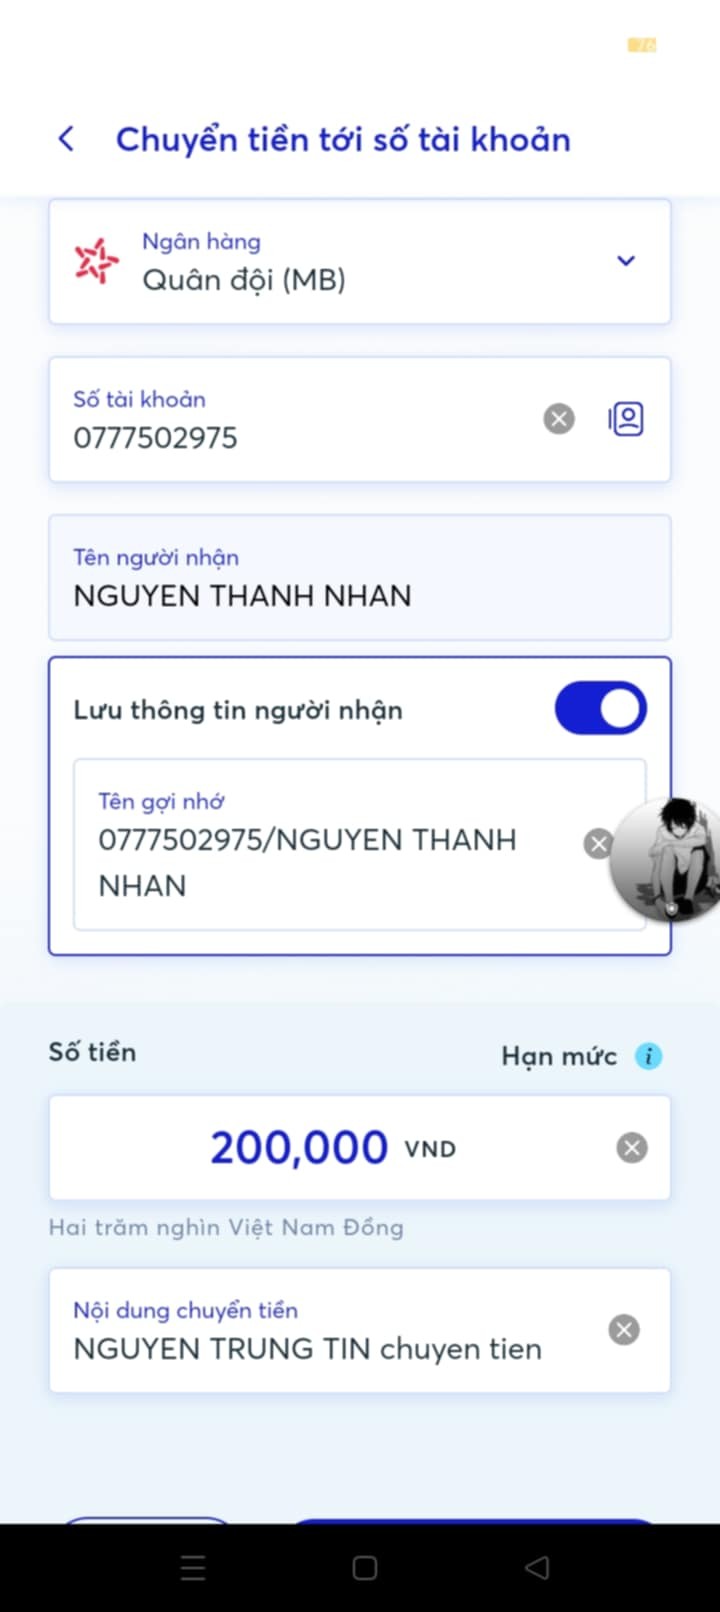 76
Chuyển tiền tới số tài khoản
Ngân hàng
Quân đội (MB)
Số tài khoản
0777502975
Tên người nhận
NGUYEN THANH NHAN
Lưu thông tin người nhận
Tên gợi nhớ
0777502975/NGUYEN THANH
NHAN
Số tiền
Hạn mức i
200,000 VND
Hai trăm nghìn Việt Nam Đồng
Nội dung chuyển tiền
NGUYEN TRUNG TIN chuyen tien